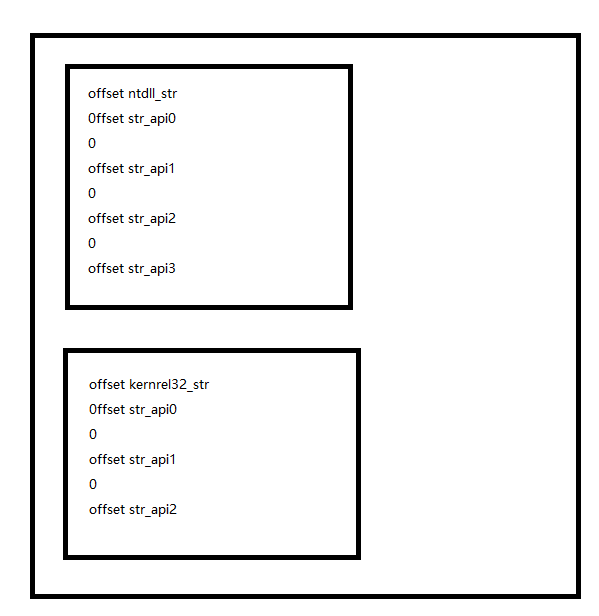 offset ntdll_str
0ffset str_api0
0
offset str_api1
0
offset str_api2
0
offset str_api3
offset kernrel32_str
0ffset str_api0
0
offset str_api1
0
offset str_api2